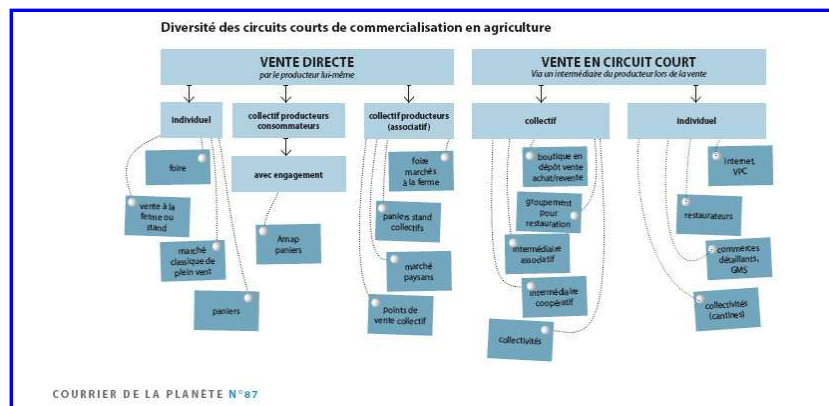 Diversité des circuits courts de commercialisation en agriculture
VENTE DIRECTE
par le producteur lui-même
VENTE EN CIRCUIT COURT
Via un intermédiaire du producteur lors de la vente
individuel
collectif producteurs
consommateurs
collectif producteurs
(associatif)
collectif
individuel
avec engagement
foire
vente à la
ferme ou
stand
marché
classique de
plein vent
paniers
Amap
paniers
foire
marchés
à la ferme
paniers stand
collectifs
marché
paysans
points de
vente collectif
boutique en
dépôt vente
achat/revente
groupement
pour
restauration
intermédiaire
associatif
intermédiaire
coopératif
collectivités
internet,
VPC
restaurateurs
commerces
détaillants,
GMS
collectivités
(cantines)
COURRIER DE LA PLANÈTE N°87